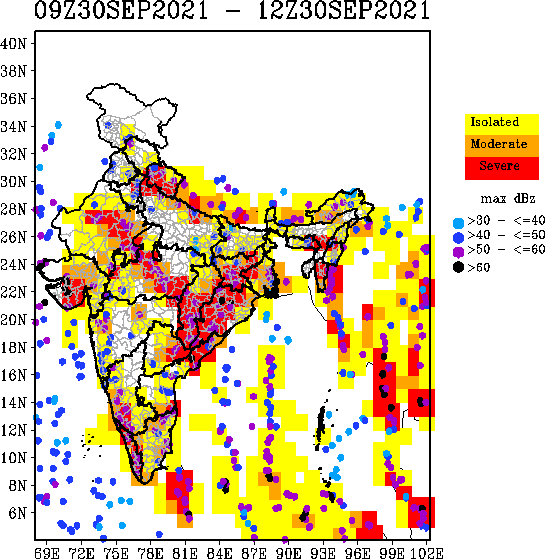 09Z30SEP2021 – 12Z30SEP2021
40N
38N
36N
34N
32N
30N
28N
26N
24N
22N
20N
18N
16N
14N
12N
10N
8N
6N
69E 72E 75E 78E 81E 84E 87E 90E 93E 96E 99E 102E
Isolated
Moderate
Severe
max dBz
>30 – <=40
>40 – <=50
>50 – <=60
>60